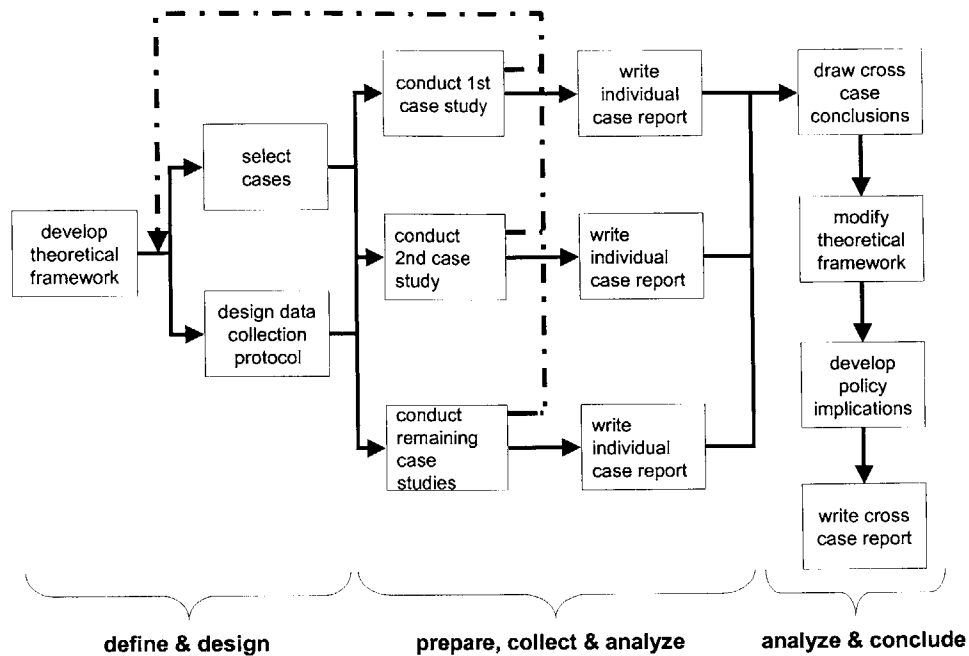 develop
theoretical
framework
select
cases
design data
collection
protocol
conduct 1st
case study
conduct
2nd case
study
conduct
remaining
case
studies
write
individual
case report
write
individual
case report
write
individual
case report
draw cross
case
conclusions
modify
theoretical
framework
develop
policy
implications
write cross
case report
define & design
prepare, collect & analyze
analyze & conclude